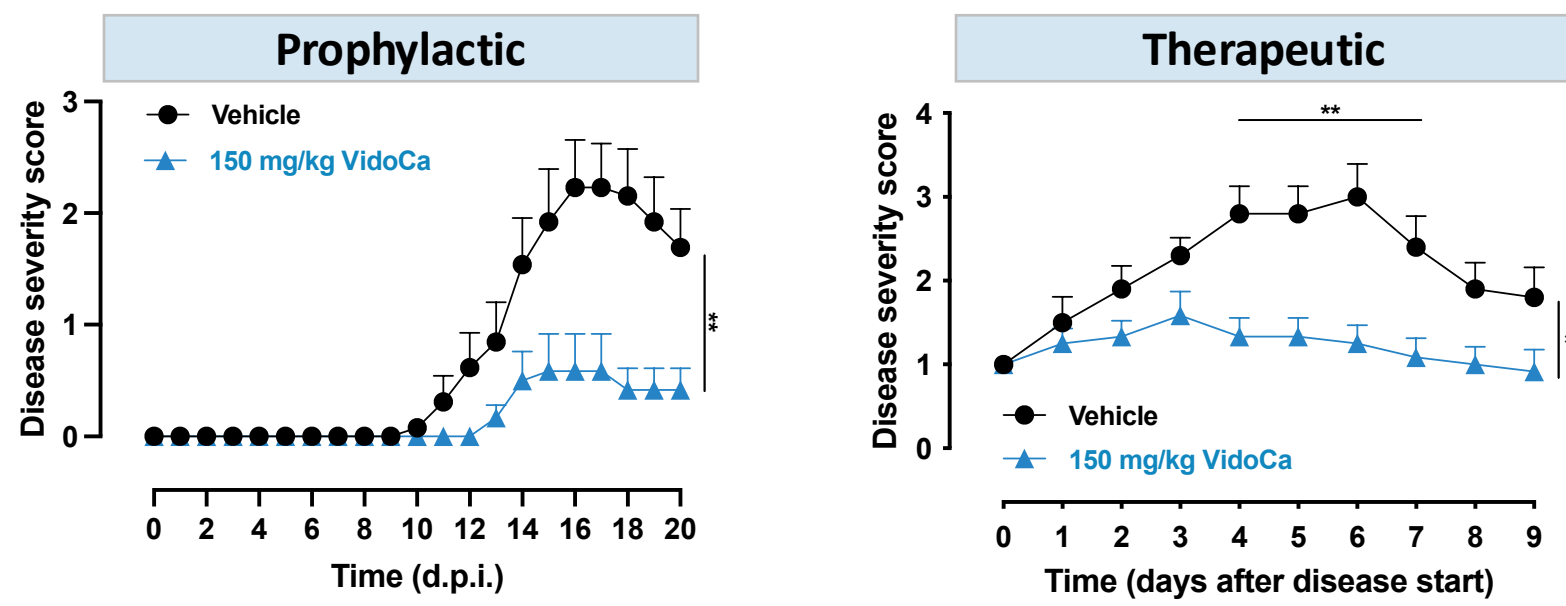 Prophylactic
Disease severity score
3
2
1
0
Vehicle
150 mg/kg VidoCa
**
0 2 4 6 8 10 12 14 16 18 20
Time (d.p.i.)
Therapeutic
Disease severity score
4
3
2
1
0
**
Vehicle
150 mg/kg VidoCa
0 1 2 3 4 5 6 7 8 9
Time (days after disease start)